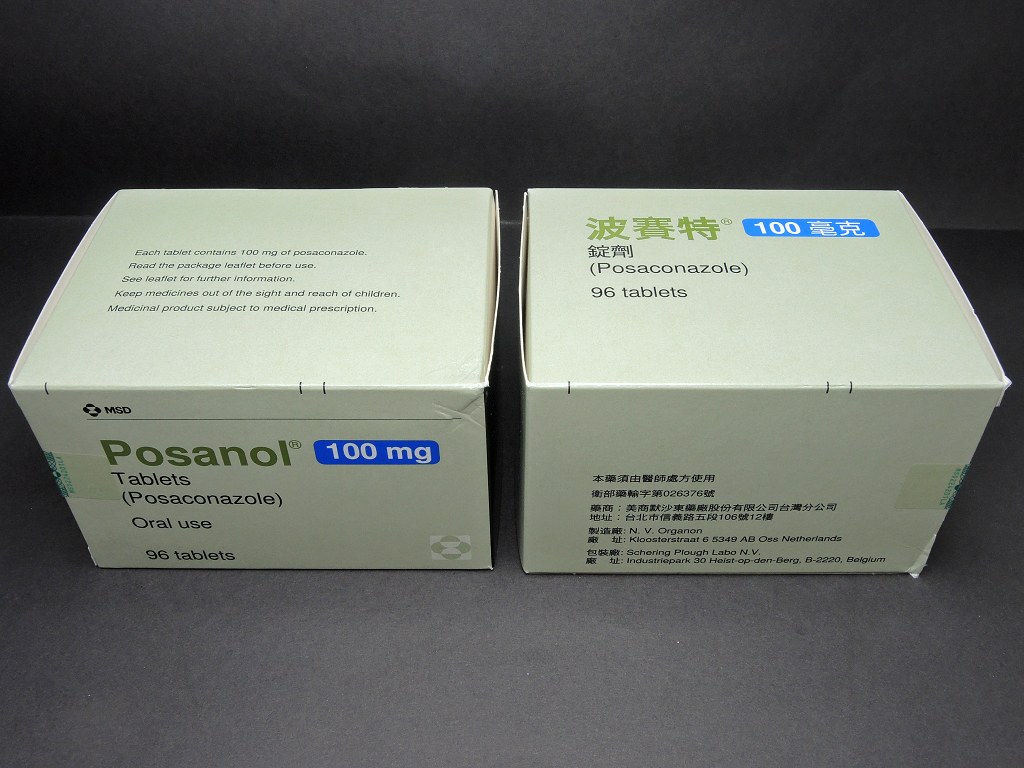 Each tablet contains 100 mg of posaconazole.
Read the package leaflet before use.
See leaflet for further information.
Keep medicines out of the sight and reach of children.
Medicinal product subject to medical prescription.
MSD
Posanol® 100 mg
Tablets
(Posaconazole)
Oral use
96 tablets
波賽特® 100 毫克
錠劑
(Posaconazole)
96 tablets
本藥須由醫師處方使用
衛部藥輸字第026376號
藥商：美商默沙東藥廠股份有限公司台灣分公司
地址：台北市信義路五段106號12樓
製造廠: N. V. Organon
廠 址: Kloosterstraat 6 5349 AB Oss Netherlands
包裝廠: Schering Plough Labo N.V.
廠 址: Industriepark 30 Heist-op-den-Berg, B-2220, Belgium